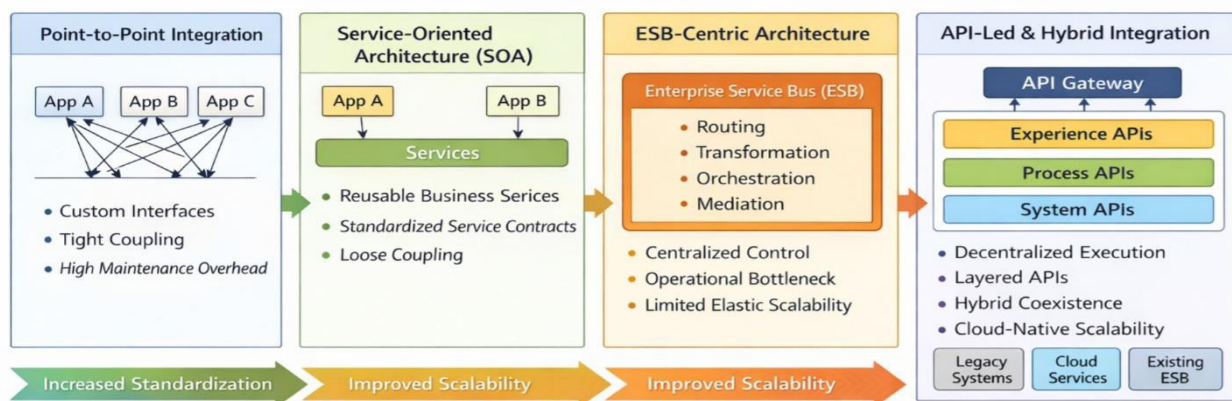 Point-to-Point Integration
App A
App B
App C
Custom Interfaces
Tight Coupling
High Maintenance Overhead
Service-Oriented
Architecture (SOA)
App A
App B
Services
Reusable Business Serices
Standardized Service Contracts
Loose Coupling
ESB-Centric Architecture
Enterprise Service Bus (ESB)
Routing
Transformation
Orchestration
Mediation
Centralized Control
Operational Bottleneck
Limited Elastic Scalability
API-Led & Hybrid Integration
API Gateway
Experience APIs
Process APIs
System APIs
Decentralized Execution
Layered APIs
Hybrid Coexistence
Cloud-Native Scalability
Legacy
Systems
Cloud
Services
Existing
ESB
Increased Standardization
Improved Scalability
Improved Scalability